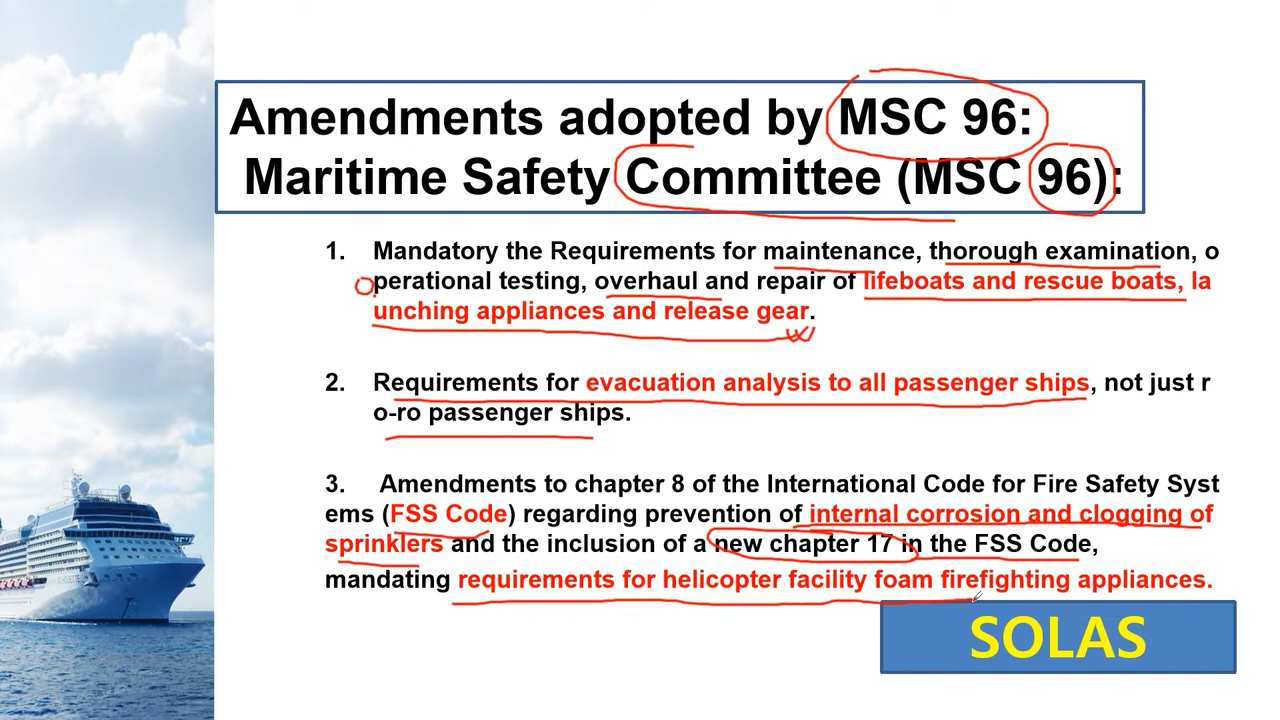 Amendments adopted by MSC 96:
Maritime Safety Committee (MSC 96):
1. Mandatory the Requirements for maintenance, thorough examination, o
perational testing, overhaul and repair of lifeboats and rescue boats, la
unching appliances and release gear.
2. Requirements for evacuation analysis to all passenger ships, not just r
o-ro passenger ships.
3. Amendments to chapter 8 of the International Code for Fire Safety Syst
ems (FSS Code) regarding prevention of internal corrosion and clogging of
sprinklers and the inclusion of a new chapter 17 in the FSS Code,
mandating requirements for helicopter facility foam firefighting appliances.
SOLAS